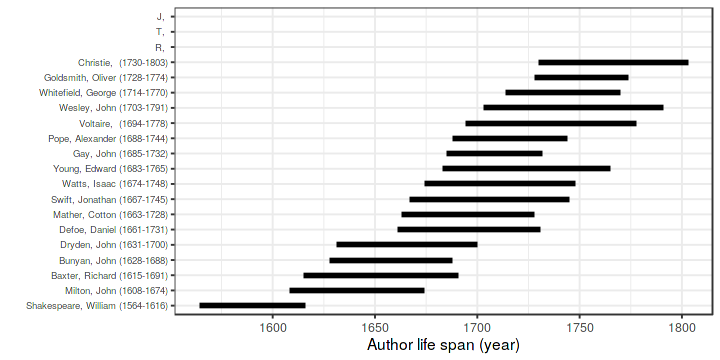 J,
T,
R,
Christie, (1730-1803)
Goldsmith, Oliver (1728-1774)
Whitefield, George (1714-1770)
Wesley, John (1703-1791)
Voltaire, (1694-1778)
Pope, Alexander (1688-1744)
Gay, John (1685-1732)
Young, Edward (1683-1765)
Watts, Isaac (1674-1748)
Swift, Jonathan (1667-1745)
Mather, Cotton (1663-1728)
Defoe, Daniel (1661-1731)
Dryden, John (1631-1700)
Bunyan, John (1628-1688)
Baxter, Richard (1615-1691)
Milton, John (1608-1674)
Shakespeare, William (1564-1616)
1600 1650 1700 1750 1800
Author life span (year)